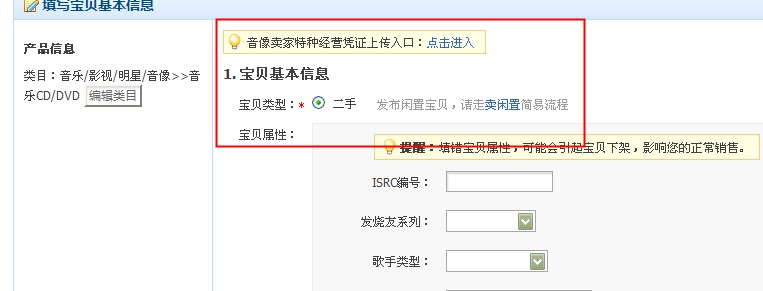 填写宝贝基本信息
产品信息
类目：音乐/影视/明星/音像>>音
乐CD/DVD 编辑类目
音像卖家特种经营凭证上传入口：点击进入
1. 宝贝基本信息
宝贝类型：* 二手 发布闲置宝贝，请走卖闲置简易流程
宝贝属性：
提醒：填错宝贝属性，可能会引起宝贝下架，影响您的正常销售。
ISRC编号：
发烧友系列：
歌手类型：